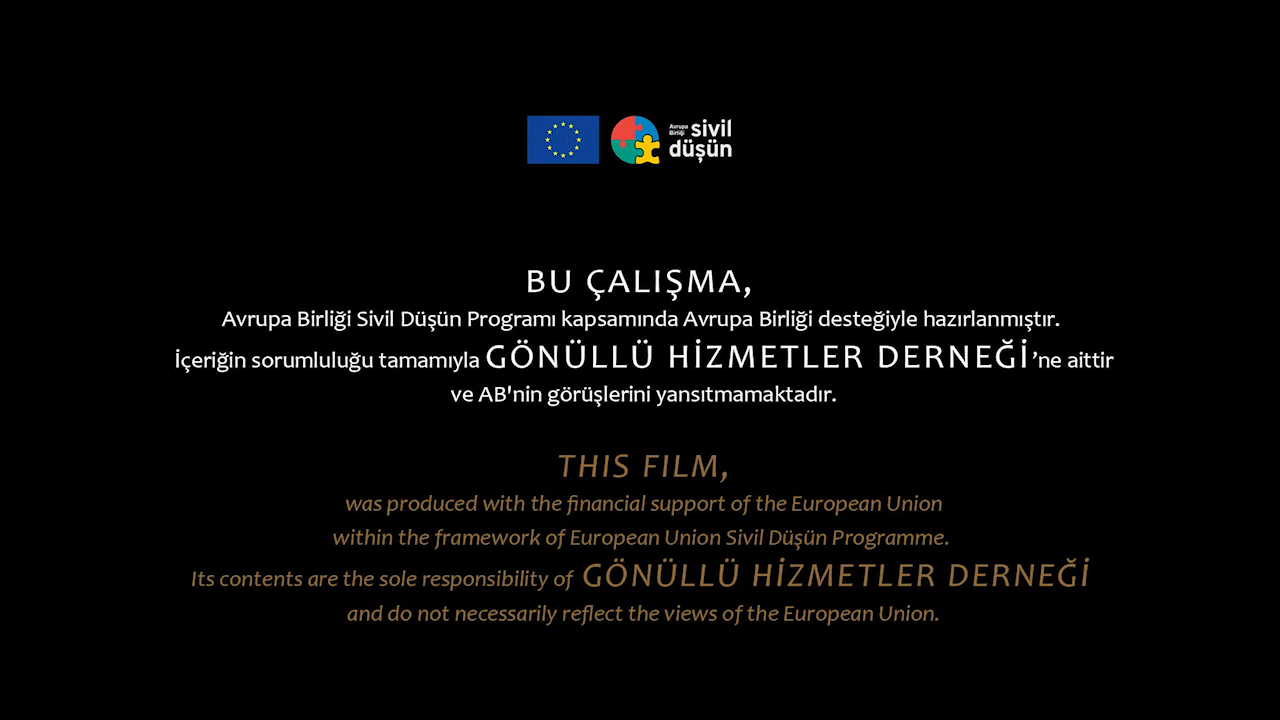 Avrupa Birliği sivil düşün
BU ÇALIŞMA,
Avrupa Birliği Sivil Düşün Programı kapsamında Avrupa Birliği desteğiyle hazırlanmıştır.
İçeriğin sorumluluğu tamamıyla GÖNÜLLÜ HİZMETLER DERNEĞİ’ne aittir
ve AB'nin görüşlerini yansıtmamaktadır.
THIS FILM,
was produced with the financial support of the European Union
within the framework of European Union Sivil Düşün Programme.
Its contents are the sole responsibility of GÖNÜLLÜ HİZMETLER DERNEĞİ
and do not necessarily reflect the views of the European Union.